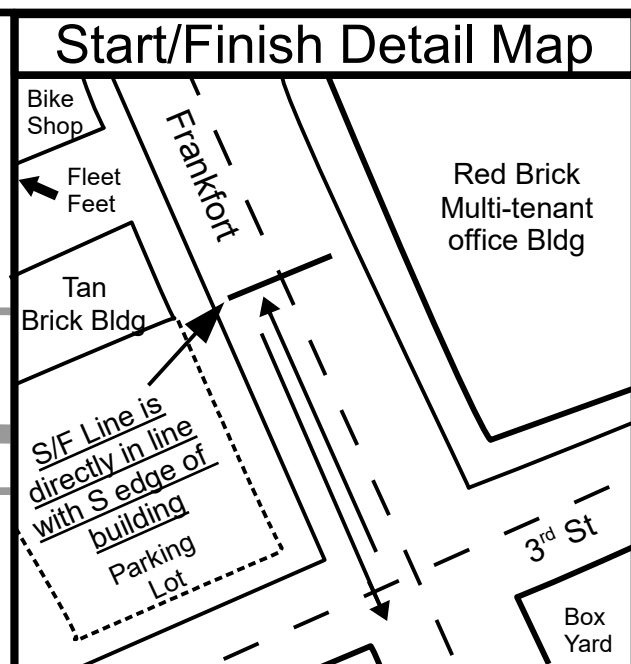 Start/Finish Detail Map
Bike
Shop
Frankfort
Fleet
Feet
Red Brick
Multi-tenant
office Bldg
Tan
Brick Bldg
S/F Line is
directly in line
with S edge of
building
Parking
Lot
3rd St
Box
Yard